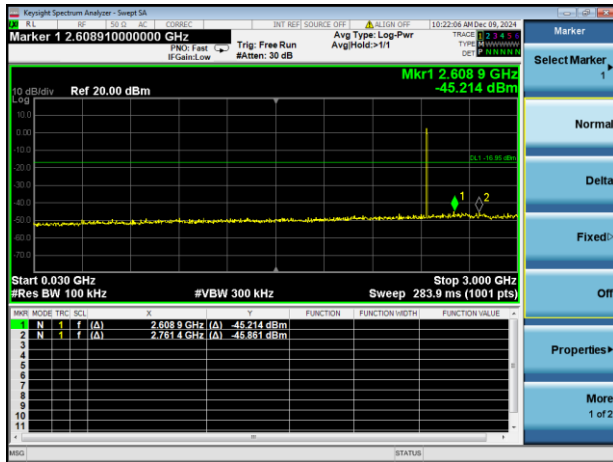 Keysight Spectrum Analyzer - Swept SA
RL RF 50 Ω AC CORREC INT REF SOURCE OFF ALIGN OFF 10:22:06 AM Dec 09, 2024
Marker 1 2.608910000000 GHz
PNO: Fast
IFGain:Low
Trig: Free Run
#Atten: 30 dB
Avg Type: Log-Pwr
Avg|Hold:>1/1
TRACE 1 2 3 4 5 6
TYPE M WWWWW
DET P N N N N N
Mkr1 2.608 9 GHz
-45.214 dBm
10 dB/div Ref 20.00 dBm
Log
10.0
0.00
-10.0
-20.0
-30.0
-40.0
-50.0
-60.0
-70.0
DL1 -16.95 dBm
1
2
Start 0.030 GHz Stop 3.000 GHz
#Res BW 100 kHz #VBW 300 kHz Sweep 283.9 ms (1001 pts)
MKR MODE TRC SCL X Y FUNCTION FUNCTION WIDTH FUNCTION VALUE
1 N 1 f (Δ) 2.608 9 GHz (Δ) -45.214 dBm
2 N 1 f (Δ) 2.761 4 GHz (Δ) -45.861 dBm
3
4
5
6
7
8
9
10
11
MSG STATUS
Marker
Select Marker
1
Normal
Delta
Fixed
Off
Properties
More
1 of 2